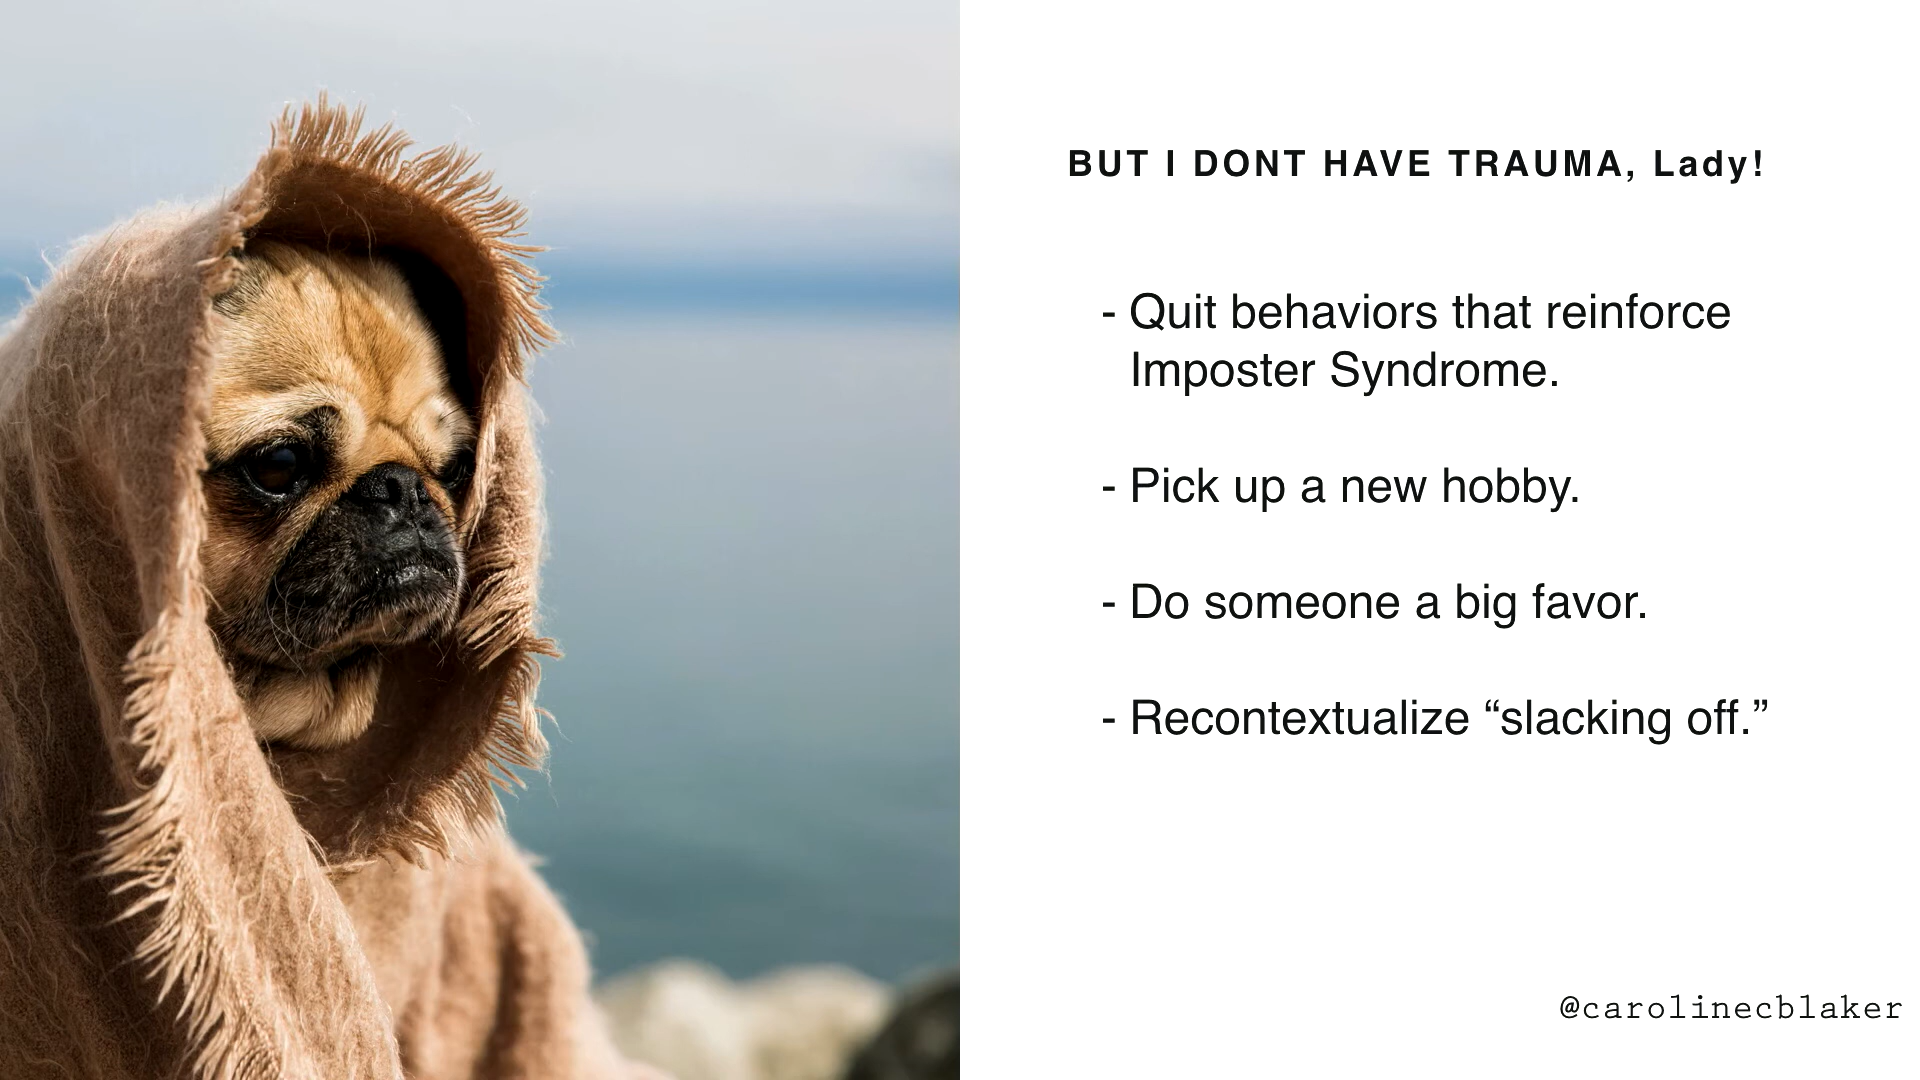 BUT I DONT HAVE TRAUMA, Lady!
- Quit behaviors that reinforce
Imposter Syndrome.
- Pick up a new hobby.
- Do someone a big favor.
- Recontextualize “slacking off.”
@carolinecblaker